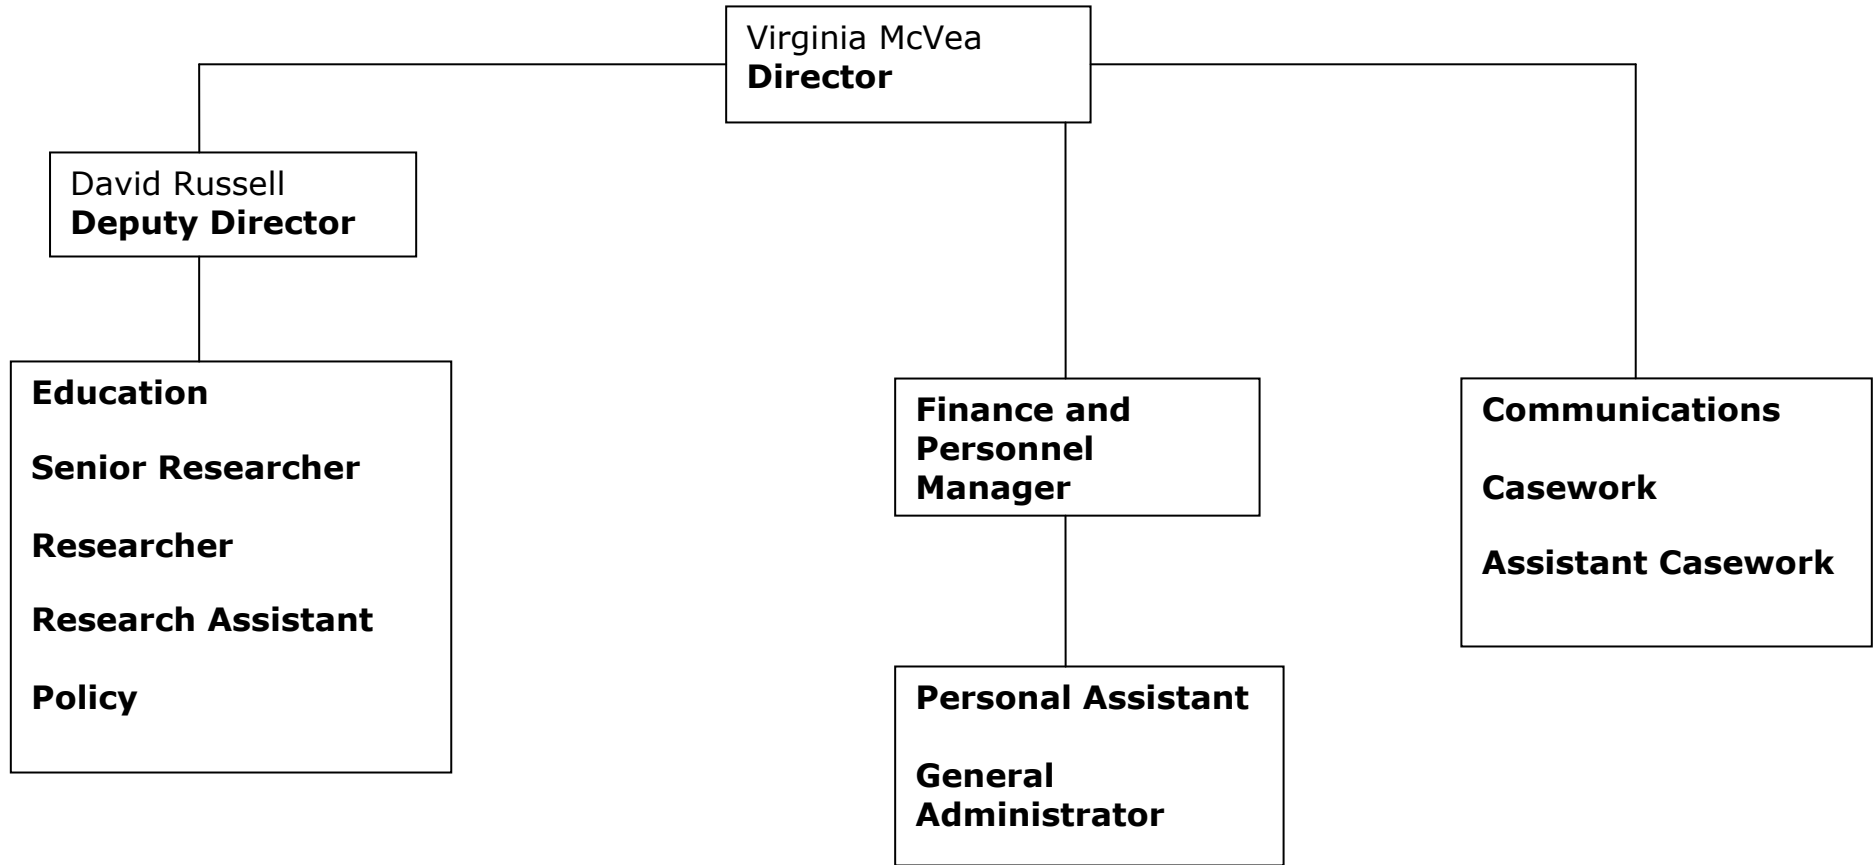 Virginia McVea
Director
David Russell
Deputy Director
Education
Senior Researcher
Researcher
Research Assistant
Policy
Finance and
Personnel
Manager
Personal Assistant
General
Administrator
Communications
Casework
Assistant Casework